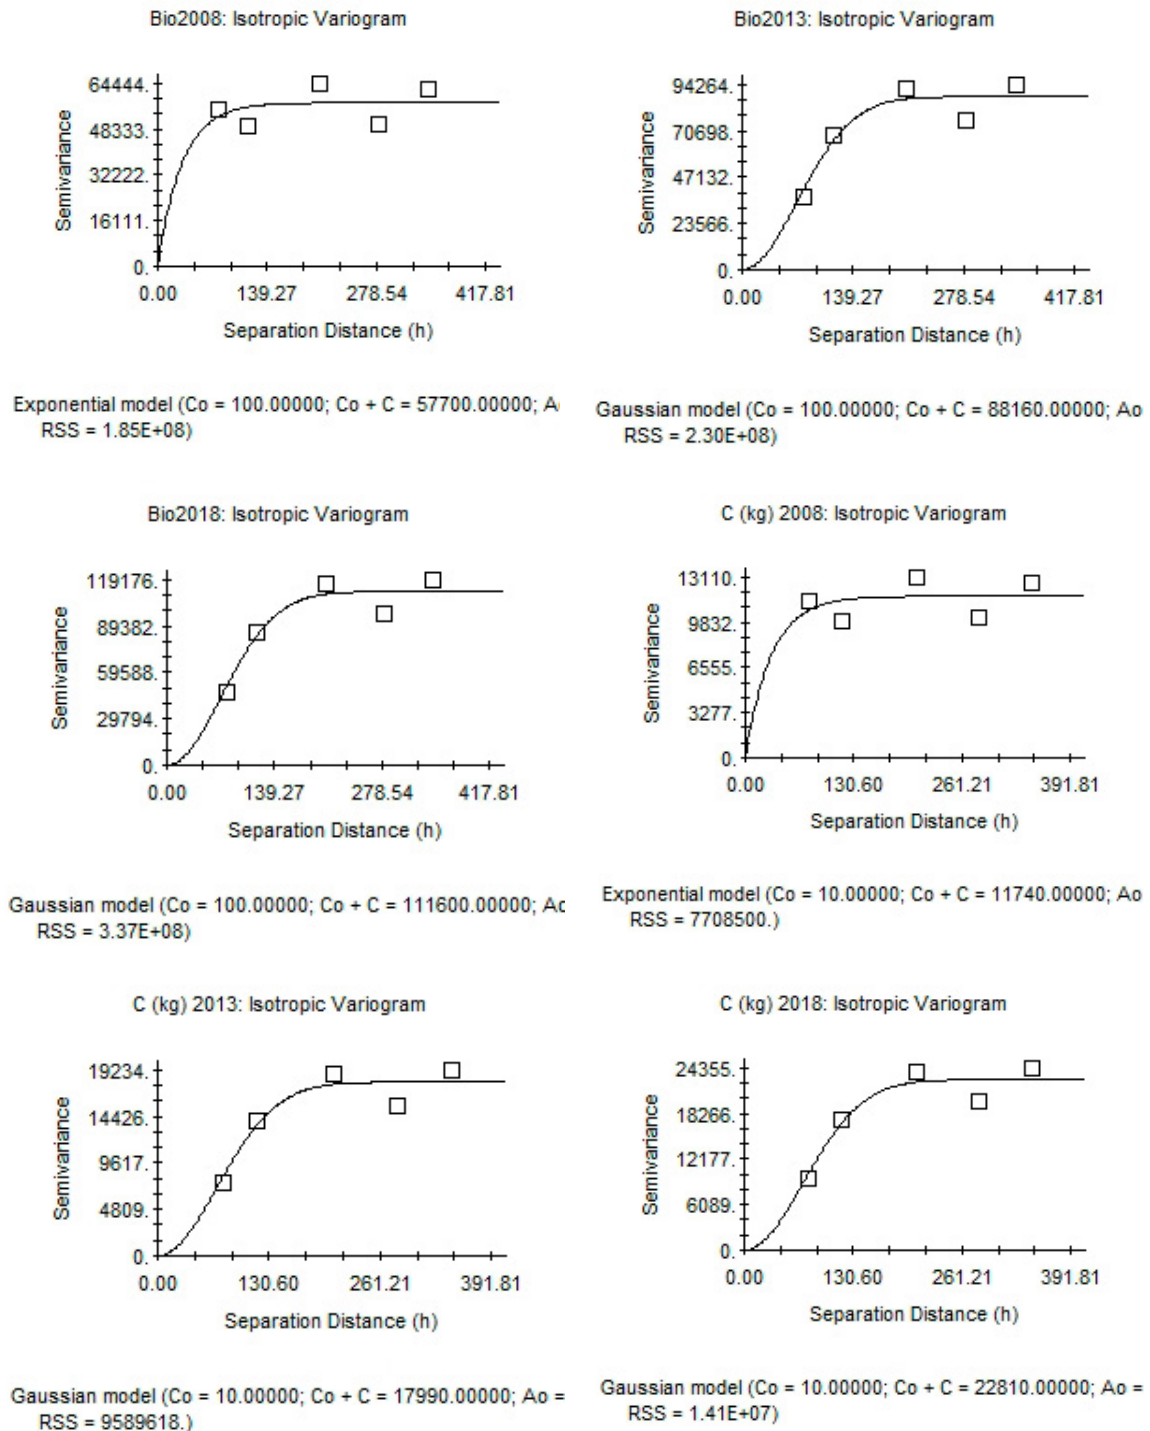 Bio2008: Isotropic Variogram
64444.
48333.
32222.
16111.
0.
Semivariance
0.00 139.27 278.54 417.81
Separation Distance (h)
Exponential model (Co = 100.00000; Co + C = 57700.00000; A
RSS = 1.85E+08)
Bio2013: Isotropic Variogram
94264.
70698.
47132.
23566.
0.
Semivariance
0.00 139.27 278.54 417.81
Separation Distance (h)
Gaussian model (Co = 100.00000; Co + C = 88160.00000; Ao
RSS = 2.30E+08)
Bio2018: Isotropic Variogram
119176.
89382.
59588.
29794.
0.
Semivariance
0.00 139.27 278.54 417.81
Separation Distance (h)
Gaussian model (Co = 100.00000; Co + C = 111600.00000; Ao
RSS = 3.37E+08)
C (kg) 2008: Isotropic Variogram
13110.
9832.
6555.
3277.
0.
Semivariance
0.00 130.60 261.21 391.81
Separation Distance (h)
Exponential model (Co = 10.00000; Co + C = 11740.00000; Ao
RSS = 7708500.)
C (kg) 2013: Isotropic Variogram
19234.
14426.
9617.
4809.
0.
Semivariance
0.00 130.60 261.21 391.81
Separation Distance (h)
Gaussian model (Co = 10.00000; Co + C = 17990.00000; Ao =
RSS = 9589618.)
C (kg) 2018: Isotropic Variogram
24355.
18266.
12177.
6089.
0.
Semivariance
0.00 130.60 261.21 391.81
Separation Distance (h)
Gaussian model (Co = 10.00000; Co + C = 22810.00000; Ao =
RSS = 1.41E+07)